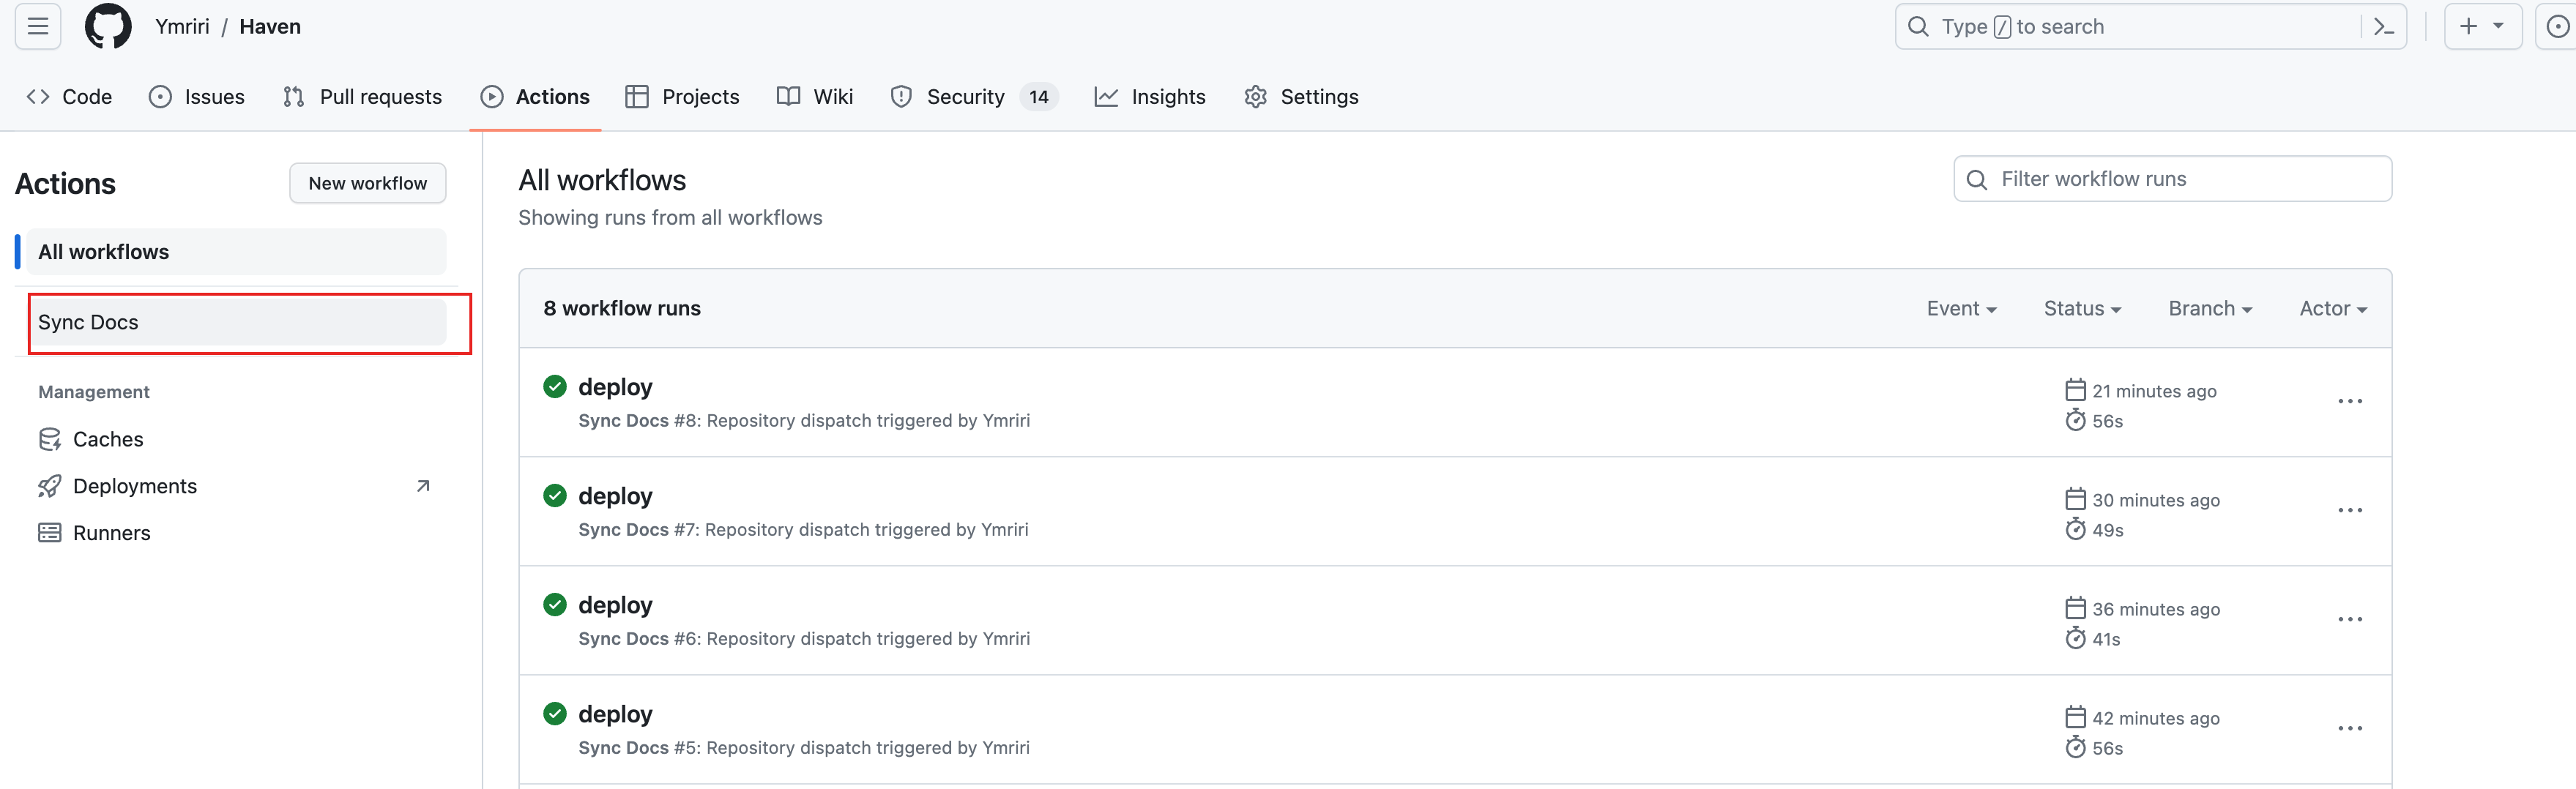 Ymriri / Haven
Type / to search
Code Issues Pull requests Actions Projects Wiki Security 14 Insights Settings
Actions
New workflow
All workflows
Sync Docs
Management
Caches
Deployments
Runners
All workflows
Showing runs from all workflows
Filter workflow runs
8 workflow runs
Event Status Branch Actor
deploy
Sync Docs #8: Repository dispatch triggered by Ymriri
21 minutes ago
56s
deploy
Sync Docs #7: Repository dispatch triggered by Ymriri
30 minutes ago
49s
deploy
Sync Docs #6: Repository dispatch triggered by Ymriri
36 minutes ago
41s
deploy
Sync Docs #5: Repository dispatch triggered by Ymriri
42 minutes ago
56s